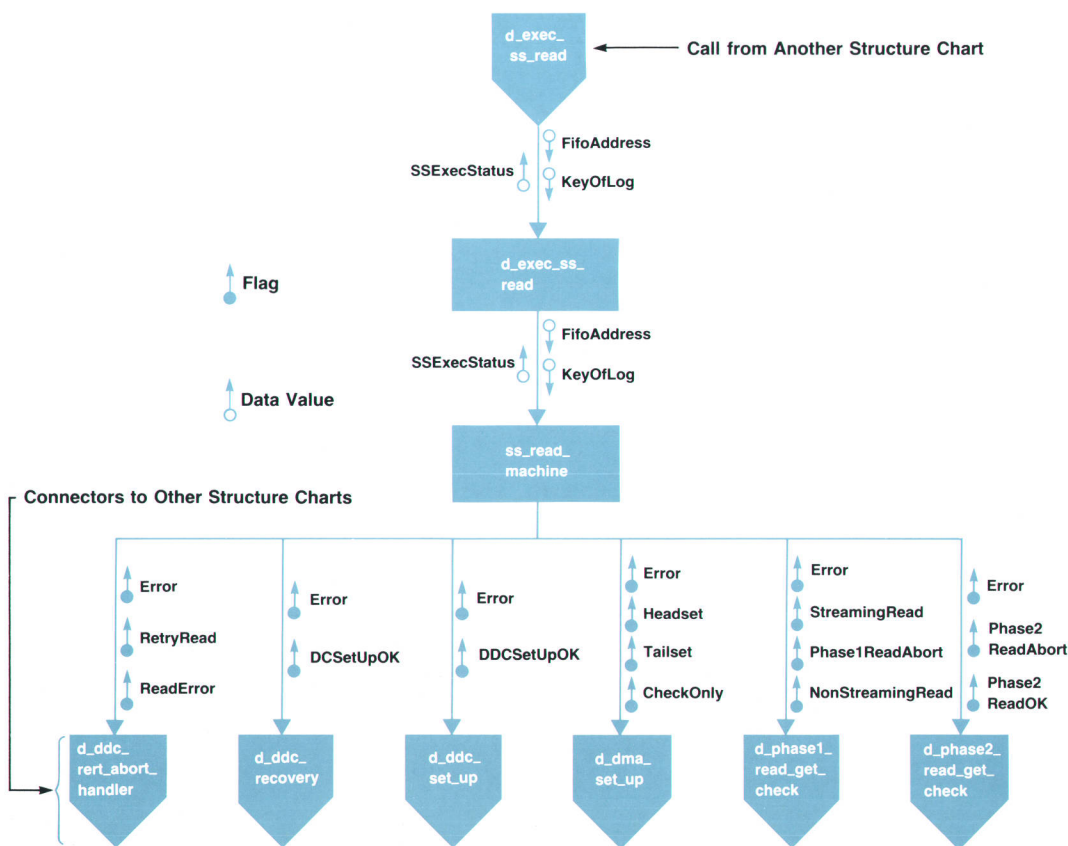 d_exec_
ss_read
Call from Another Structure Chart
FifoAddress
SSExecStatus
KeyOfLog
d_exec_ss_
read
Flag
FifoAddress
SSExecStatus
KeyOfLog
Data Value
ss_read_
machine
Connectors to Other Structure Charts
Error
RetryRead
ReadError
Error
DCSetUpOK
Error
DDCSetUpOK
Error
Headset
Tailset
CheckOnly
Error
StreamingRead
Phase1ReadAbort
NonStreamingRead
Error
Phase2
ReadAbort
Phase2
ReadOK
d_ddc_
rert_abort_
handler
d_ddc_
recovery
d_ddc_
set_up
d_dma_
set_up
d_phase1_
read_get_
check
d_phase2_
read_get_
check